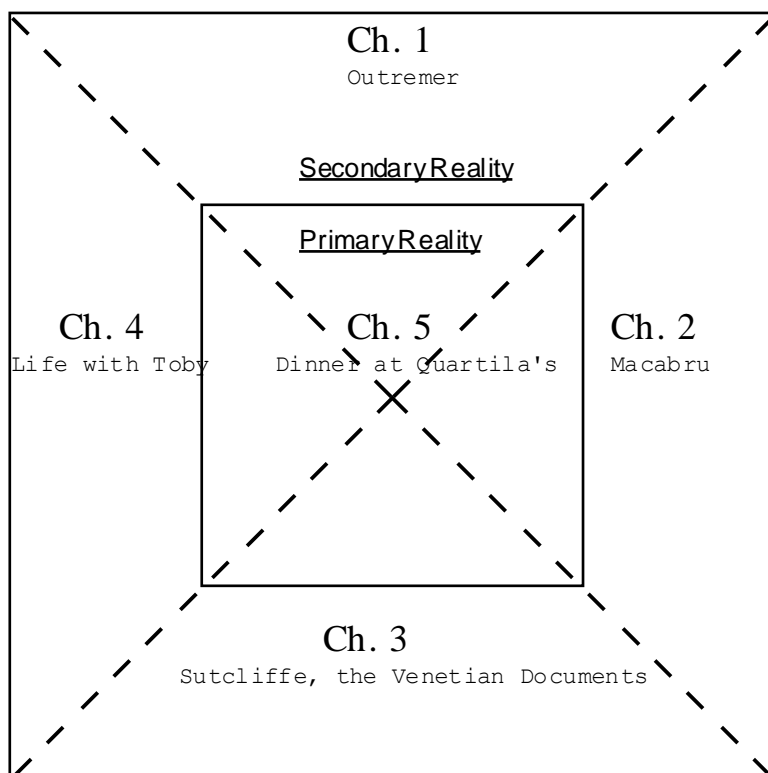 Ch. 1
Outremer
Secondary Reality
Primary Reality
Ch. 4
Life with Toby
Ch. 5
Dinner at Quartila's
Ch. 2
Macabru
Ch. 3
Sutcliffe, the Venetian Documents